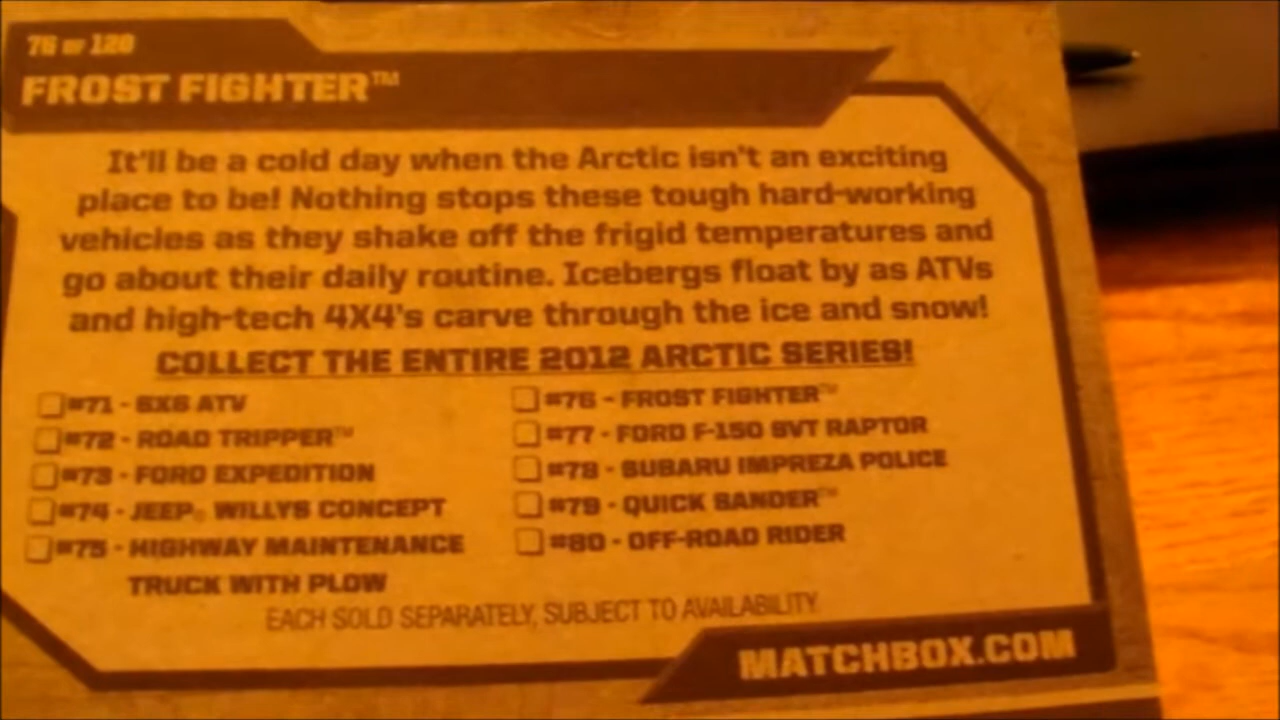 76 OF 120
FROST FIGHTER™
It'll be a cold day when the Arctic isn't an exciting
place to be! Nothing stops these tough hard-working
vehicles as they shake off the frigid temperatures and
go about their daily routine. Icebergs float by as ATVs
and high-tech 4X4's carve through the ice and snow!
COLLECT THE ENTIRE 2012 ARCTIC SERIES!
#71 - 6X6 ATV
#72 - ROAD TRIPPER™
#73 - FORD EXPEDITION
#74 - JEEP® WILLYS CONCEPT
#75 - HIGHWAY MAINTENANCE
TRUCK WITH PLOW
#76 - FROST FIGHTER™
#77 - FORD F-150 SVT RAPTOR
#78 - SUBARU IMPREZA POLICE
#79 - QUICK SANDER™
#80 - OFF-ROAD RIDER
EACH SOLD SEPARATELY, SUBJECT TO AVAILABILITY.
MATCHBOX.COM